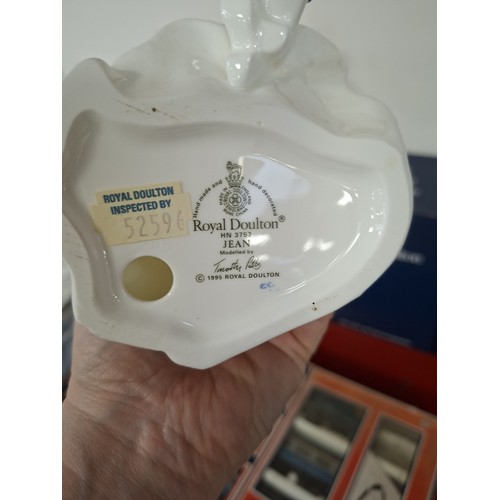 ROYAL DOULTON
INSPECTED BY
52596
Hand made and hand decorated
Royal Doulton®
HN 3757
JEAN
Modelled by
© 1995 ROYAL DOULTON